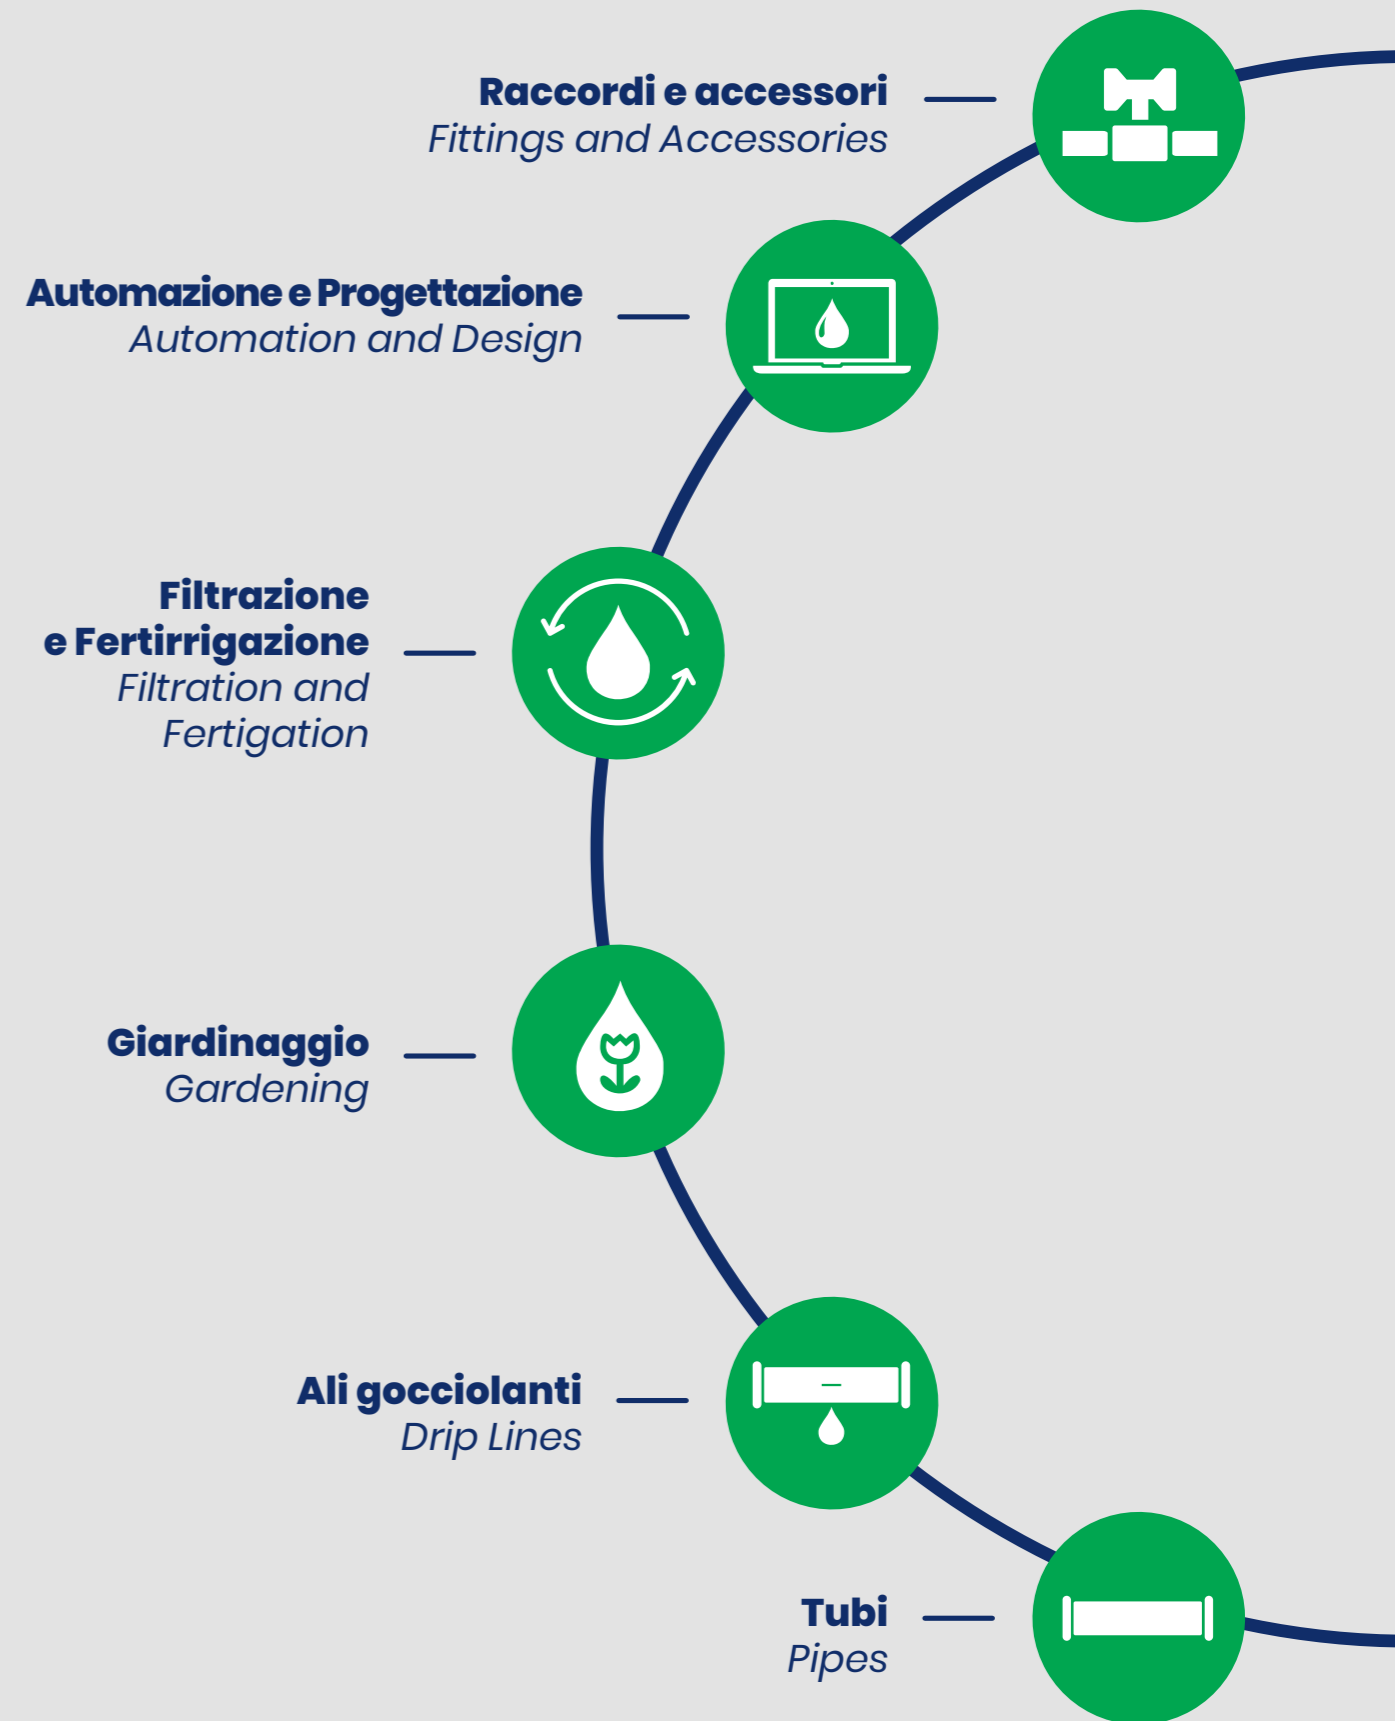 Raccordi e accessori
Fittings and Accessories
Automazione e Progettazione
Automation and Design
Filtrazione
e Fertirrigazione
Filtration and
Fertigation
Giardinaggio
Gardening
Ali gocciolanti
Drip Lines
Tubi
Pipes